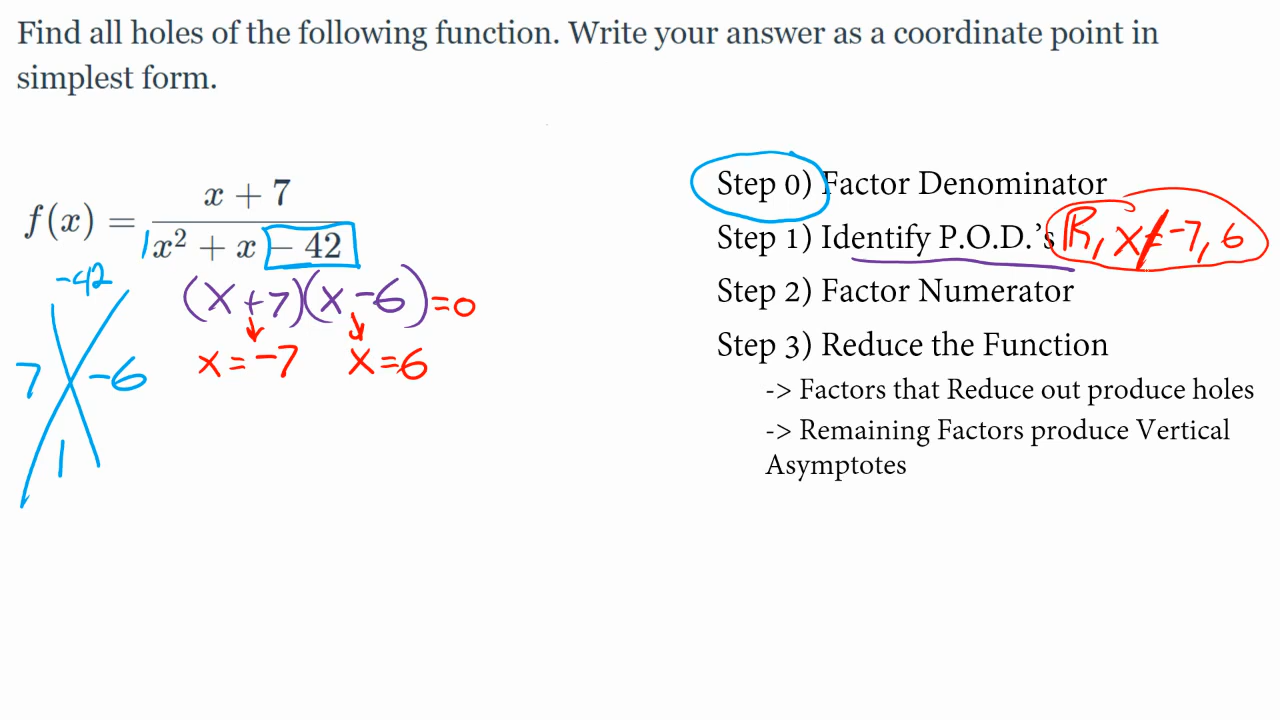 Find all holes of the following function. Write your answer as a coordinate point in
simplest form.
f(x) = x + 7 / x² + x − 42
1
-42
7 -6
1
(x+7)(x-6)=0
x=-7 x=6
Step 0) Factor Denominator
Step 1) Identify P.O.D.'s ℝ, x≠-7, 6
Step 2) Factor Numerator
Step 3) Reduce the Function
-> Factors that Reduce out produce holes
-> Remaining Factors produce Vertical
Asymptotes